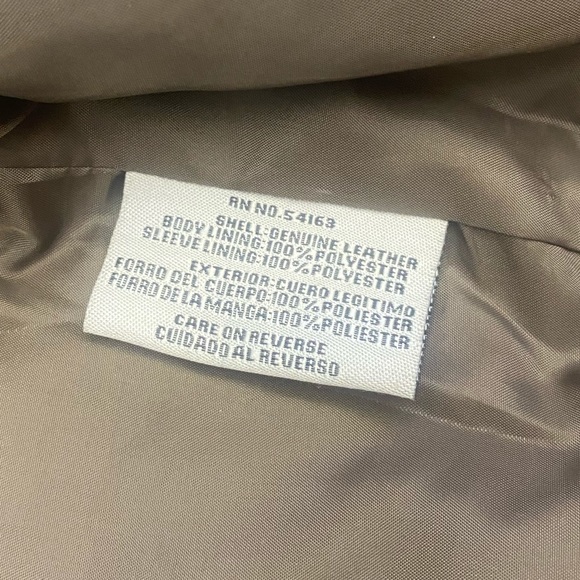 RN NO. 54163
SHELL: GENUINE LEATHER
BODY LINING: 100% POLYESTER
SLEEVE LINING: 100% POLYESTER
EXTERIOR: CUERO LEGITIMO
FORRO DEL CUERPO: 100% POLIESTER
FORRO DE LA MANGA: 100% POLIESTER
CARE ON REVERSE
CUIDADO AL REVERSO